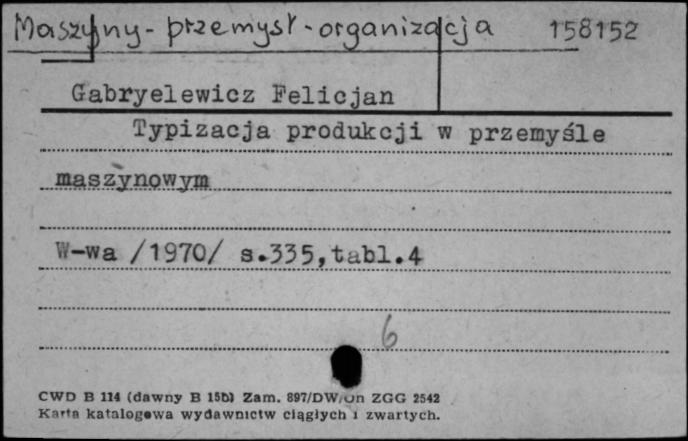 Maszyny - przemysł - organizacja 158152
Gabryelewicz Felicjan
Typizacja produkcji w przemyśle
maszynowym
W-wa /1970/ s.335,tabl.4
6
CWD B 114 (dawny B 15b) Zam. 897/DW/Un ZGG 2542
Karta katalogowa wydawnictw ciągłych i zwartych.